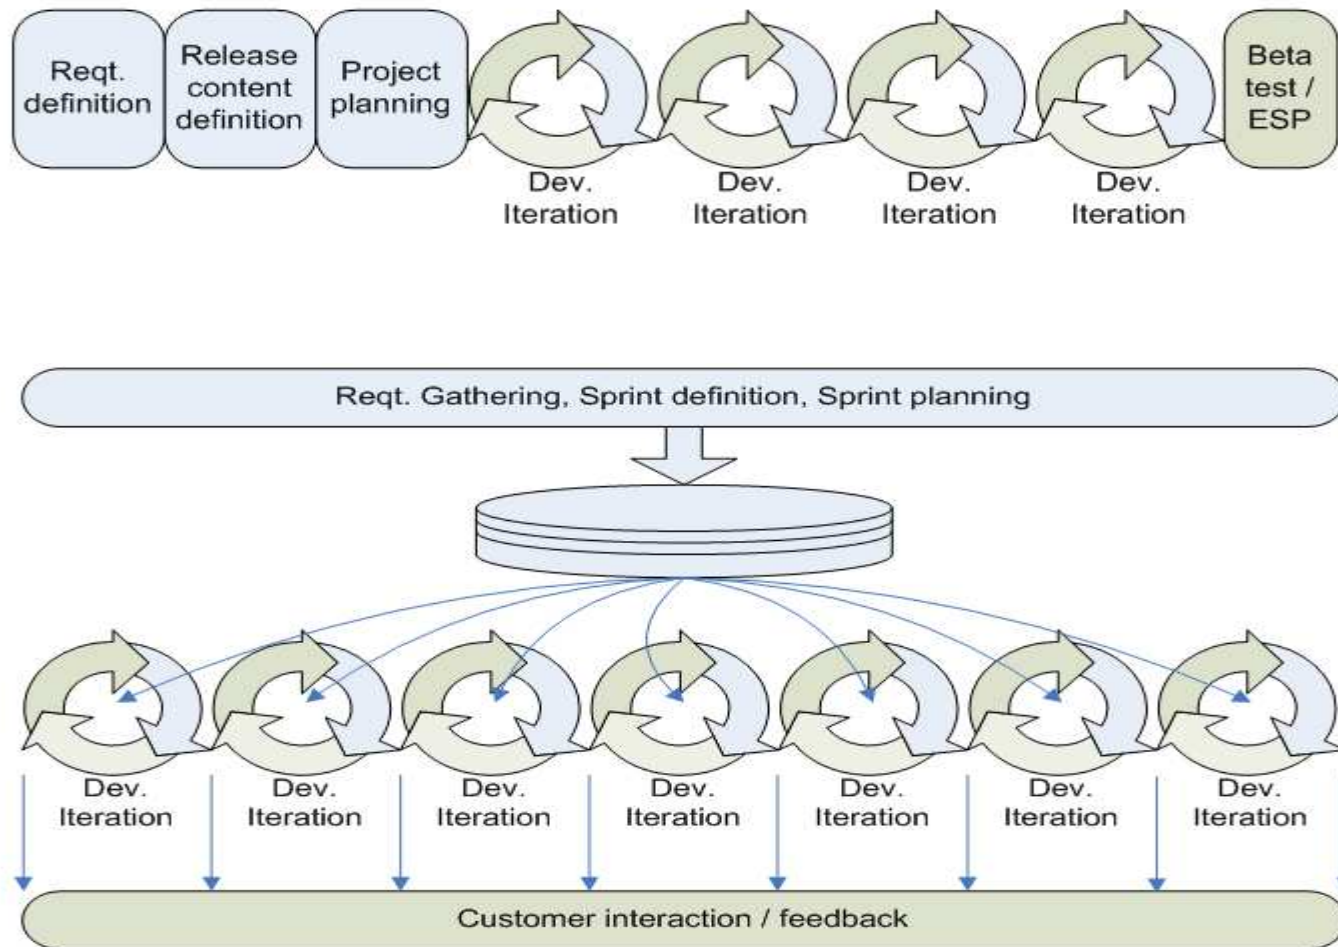 Reqt.
definition
Release
content
definition
Project
planning
Dev.
Iteration
Dev.
Iteration
Dev.
Iteration
Dev.
Iteration
Beta
test /
ESP
Reqt. Gathering, Sprint definition, Sprint planning
Dev.
Iteration
Dev.
Iteration
Dev.
Iteration
Dev.
Iteration
Dev.
Iteration
Dev.
Iteration
Dev.
Iteration
Customer interaction / feedback